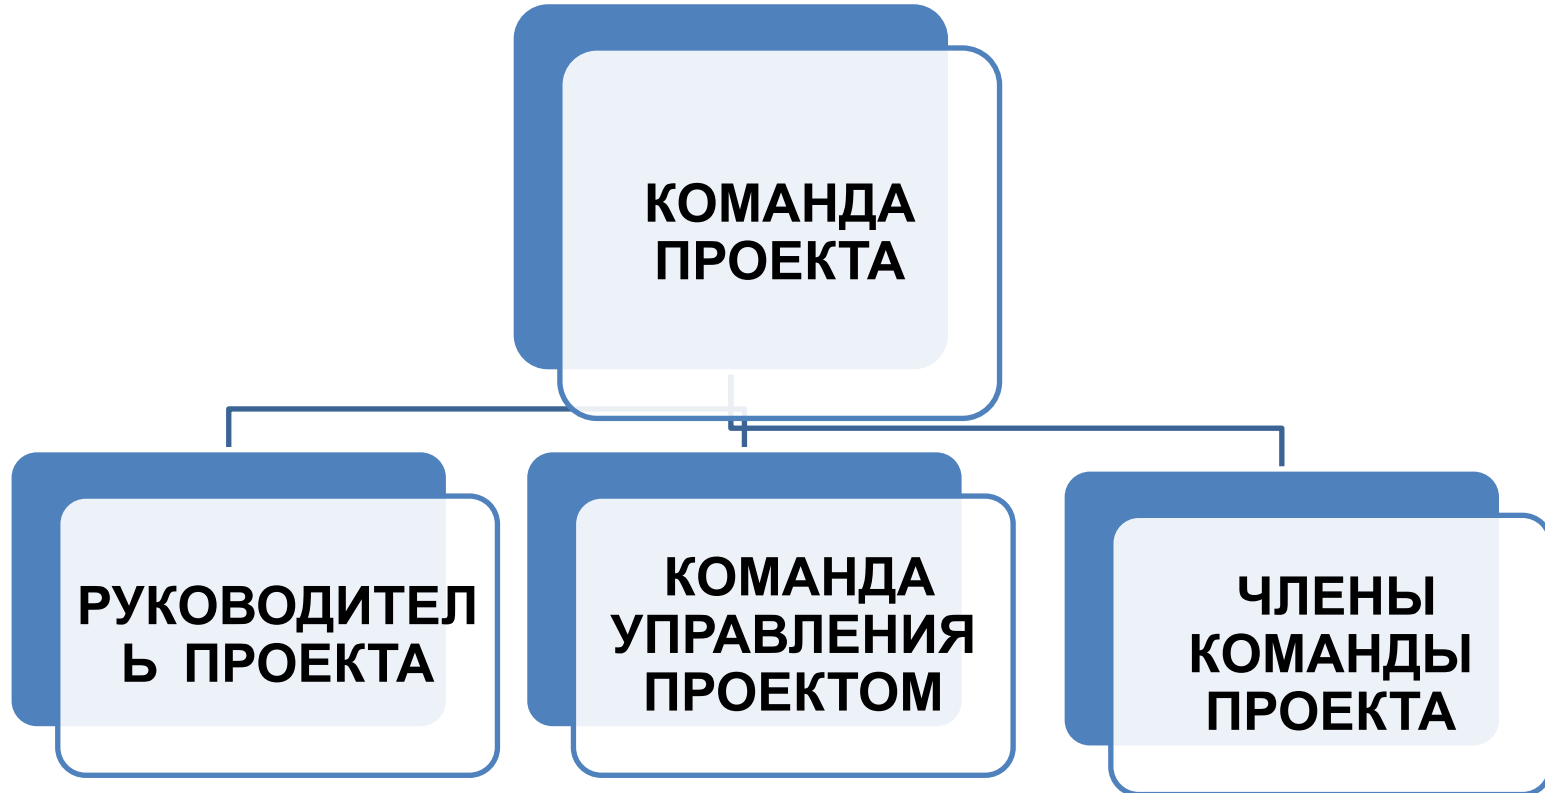 КОМАНДА
ПРОЕКТА
РУКОВОДИТЕЛ
Ь ПРОЕКТА
КОМАНДА
УПРАВЛЕНИЯ
ПРОЕКТОМ
ЧЛЕНЫ
КОМАНДЫ
ПРОЕКТА